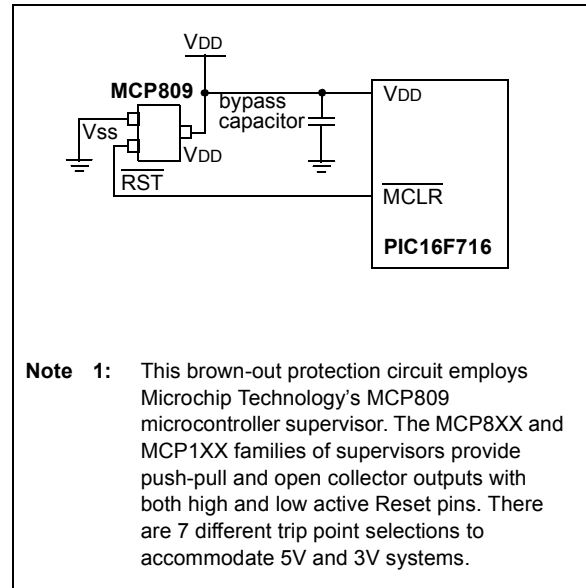 VDD
MCP809
bypass
capacitor
VDD
Vss
VDD
RST
MCLR
PIC16F716
Note 1: This brown-out protection circuit employs
Microchip Technology's MCP809
microcontroller supervisor. The MCP8XX and
MCP1XX families of supervisors provide
push-pull and open collector outputs with
both high and low active Reset pins. There
are 7 different trip point selections to
accommodate 5V and 3V systems.